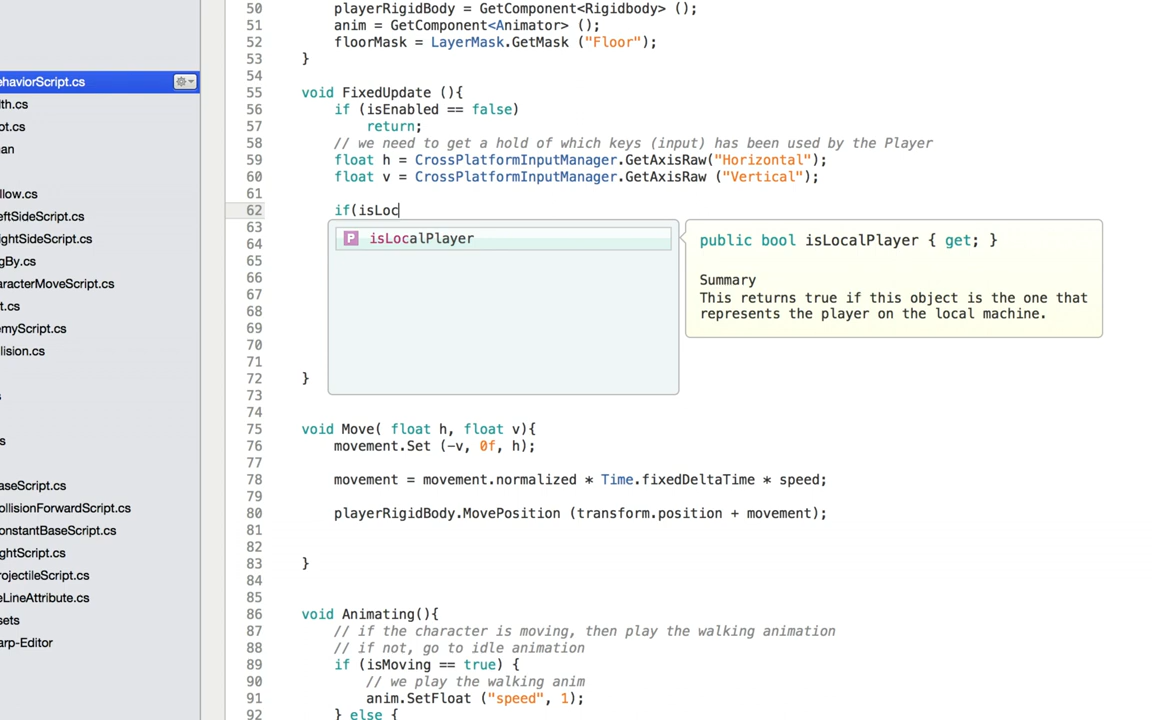 50 playerRigidBody = GetComponent<Rigidbody> ();
51 anim = GetComponent<Animator> ();
52 floorMask = LayerMask.GetMask ("Floor");
53 }
54
55 void FixedUpdate (){
56 if (isEnabled == false)
57 return;
58 // we need to get a hold of which keys (input) has been used by the Player
59 float h = CrossPlatformInputManager.GetAxisRaw("Horizontal");
60 float v = CrossPlatformInputManager.GetAxisRaw ("Vertical");
61
62 if(isLoc
63
64
65
66
67
68
69
70
71
72 }
73
74
75 void Move( float h, float v){
76 movement.Set (-v, 0f, h);
77
78 movement = movement.normalized * Time.fixedDeltaTime * speed;
79
80 playerRigidBody.MovePosition (transform.position + movement);
81
82
83 }
84
85
86 void Animating(){
87 // if the character is moving, then play the walking animation
88 // if not, go to idle animation
89 if (isMoving == true) {
90 // we play the walking anim
91 anim.SetFloat ("speed", 1);
92 } else {
P isLocalPlayer
public bool isLocalPlayer { get; }
Summary
This returns true if this object is the one that
represents the player on the local machine.
ehaviorScript.cs
lth.cs
ot.cs
an
llow.cs
eftSideScript.cs
ightSideScript.cs
gBy.cs
aracterMoveScript.cs
t.cs
emyScript.cs
llision.cs
s
s
aseScript.cs
ollisionForwardScript.cs
onstantBaseScript.cs
ghtScript.cs
rojectileScript.cs
eLineAttribute.cs
sets
arp-Editor